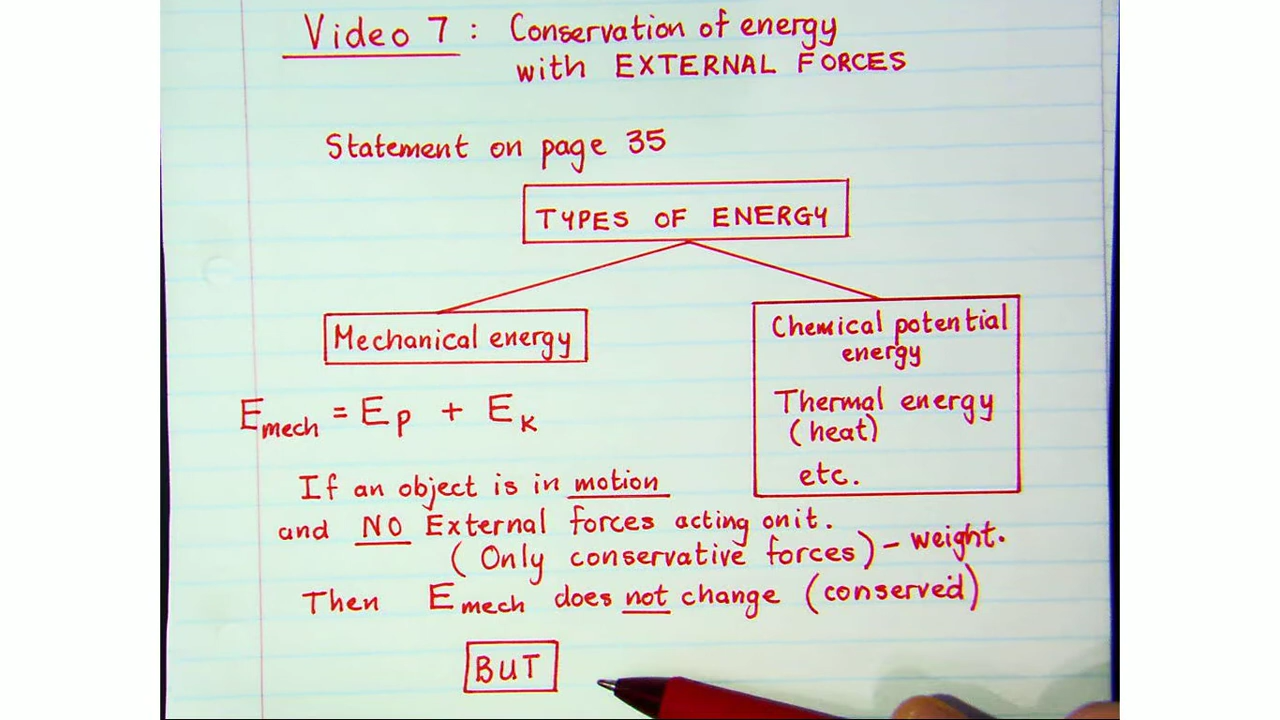 Video 7 : Conservation of energy
with EXTERNAL FORCES
Statement on page 35
TYPES OF ENERGY
Mechanical energy
Chemical potential
energy
Thermal energy
(heat)
etc.
Emech = Ep + Ek
If an object is in motion
and NO External forces acting on it.
(Only conservative forces) - weight.
Then Emech does not change (conserved)
BUT